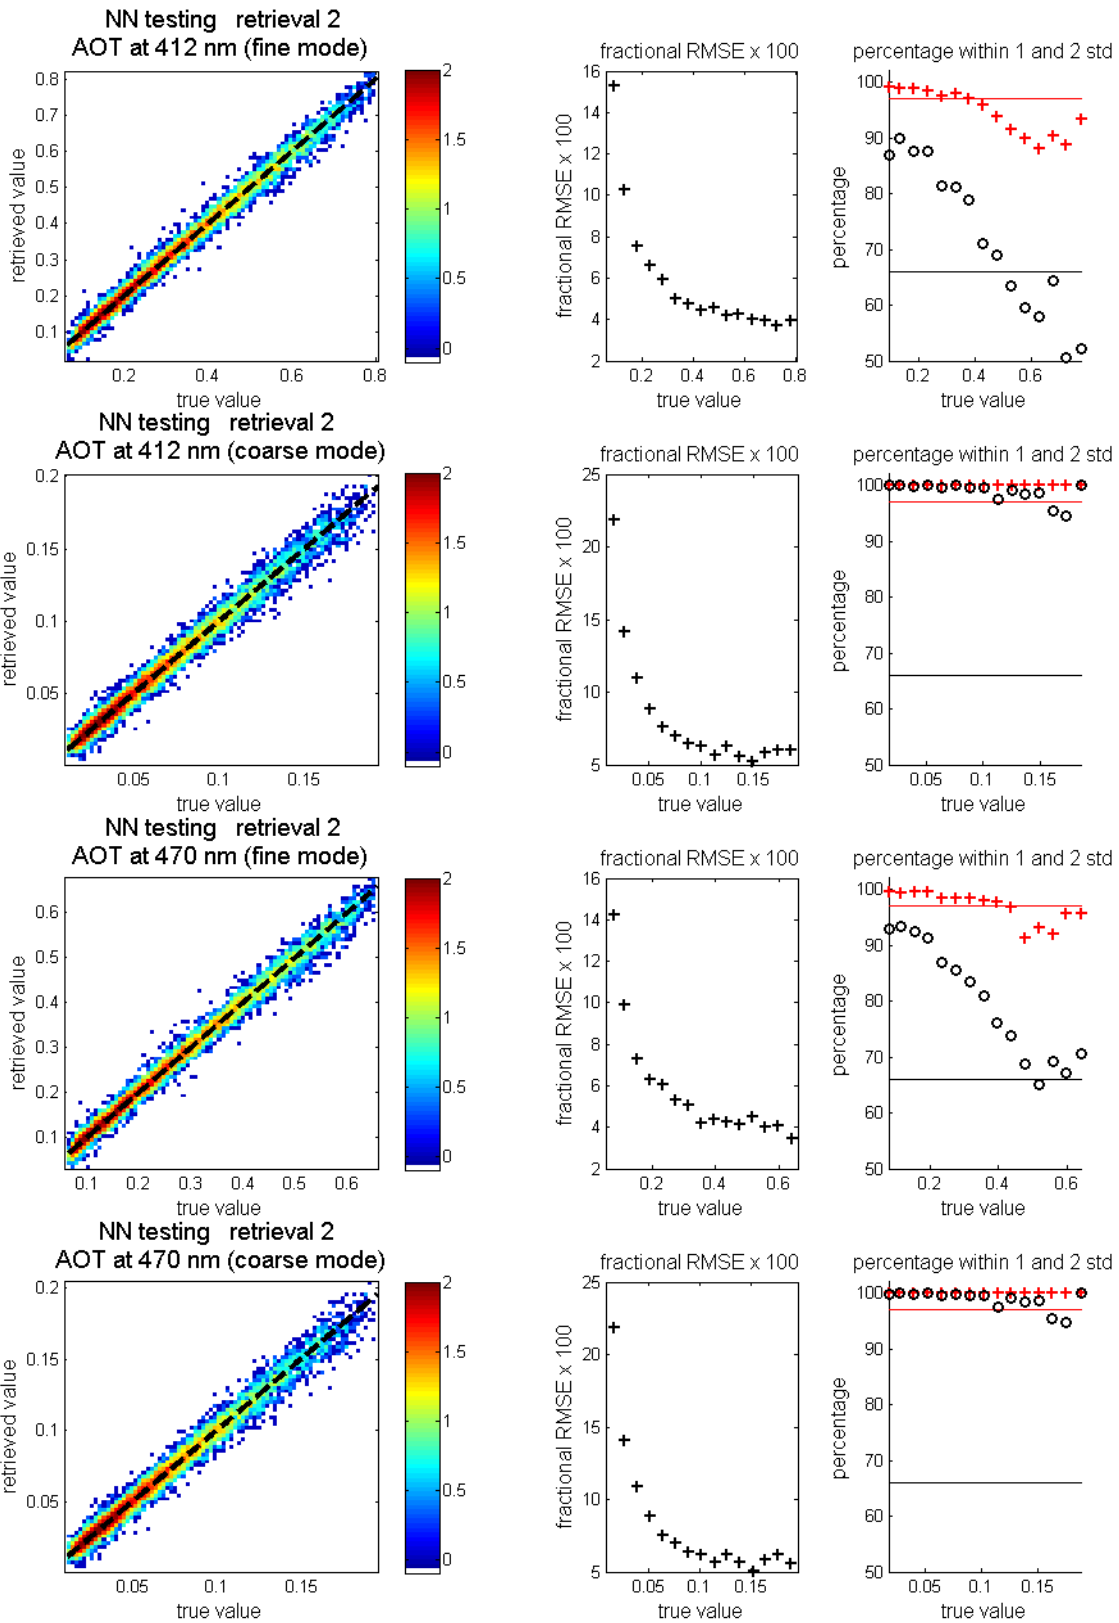 NN testing retrieval 2
AOT at 412 nm (fine mode)
fractional RMSE x 100
percentage within 1 and 2 std
retrieved value
0.8
0.7
0.6
0.5
0.4
0.3
0.2
0.1
0.2 0.4 0.6 0.8
true value
2
1.5
1
0.5
0
fractional RMSE x 100
16
14
12
10
8
6
4
2
0.2 0.4 0.6 0.8
true value
percentage
100
90
80
70
60
50
0.2 0.4 0.6
true value
NN testing retrieval 2
AOT at 412 nm (coarse mode)
fractional RMSE x 100
percentage within 1 and 2 std
retrieved value
0.2
0.15
0.1
0.05
0.05 0.1 0.15
true value
2
1.5
1
0.5
0
fractional RMSE x 100
25
20
15
10
5
0.05 0.1 0.15
true value
percentage
100
90
80
70
60
50
0.05 0.1 0.15
true value
NN testing retrieval 2
AOT at 470 nm (fine mode)
fractional RMSE x 100
percentage within 1 and 2 std
retrieved value
0.6
0.5
0.4
0.3
0.2
0.1
0.1 0.2 0.3 0.4 0.5 0.6
true value
2
1.5
1
0.5
0
fractional RMSE x 100
16
14
12
10
8
6
4
2
0.2 0.4 0.6
true value
percentage
100
90
80
70
60
50
0.2 0.4 0.6
true value
NN testing retrieval 2
AOT at 470 nm (coarse mode)
fractional RMSE x 100
percentage within 1 and 2 std
retrieved value
0.2
0.15
0.1
0.05
0.05 0.1 0.15
true value
2
1.5
1
0.5
0
fractional RMSE x 100
25
20
15
10
5
0.05 0.1 0.15
true value
percentage
100
90
80
70
60
50
0.05 0.1 0.15
true value